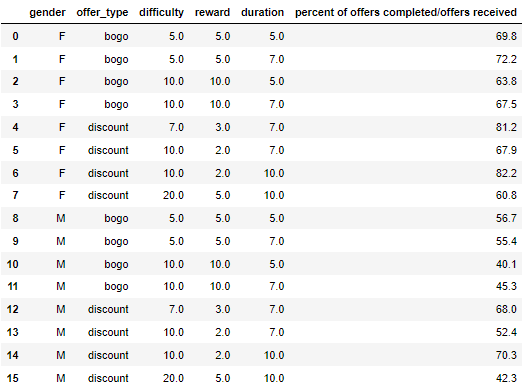 gender offer_type difficulty reward duration percent of offers completed/offers received
0 F bogo 5.0 5.0 5.0 69.8
1 F bogo 5.0 5.0 7.0 72.2
2 F bogo 10.0 10.0 5.0 63.8
3 F bogo 10.0 10.0 7.0 67.5
4 F discount 7.0 3.0 7.0 81.2
5 F discount 10.0 2.0 7.0 67.9
6 F discount 10.0 2.0 10.0 82.2
7 F discount 20.0 5.0 10.0 60.8
8 M bogo 5.0 5.0 5.0 56.7
9 M bogo 5.0 5.0 7.0 55.4
10 M bogo 10.0 10.0 5.0 40.1
11 M bogo 10.0 10.0 7.0 45.3
12 M discount 7.0 3.0 7.0 68.0
13 M discount 10.0 2.0 7.0 52.4
14 M discount 10.0 2.0 10.0 70.3
15 M discount 20.0 5.0 10.0 42.3